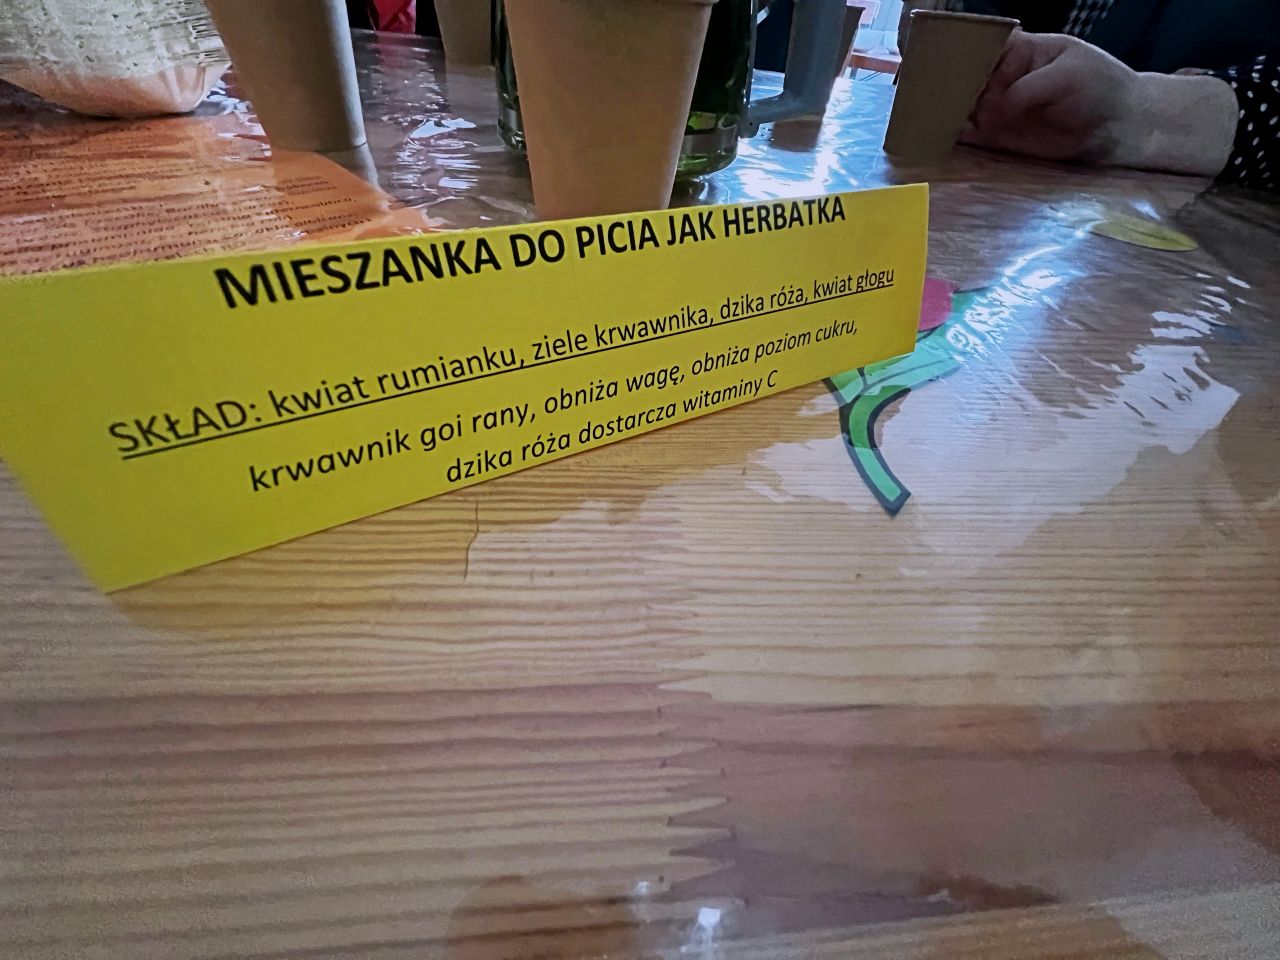 MIESZANKA DO PICIA JAK HERBATKA
SKŁAD: kwiat rumianku, ziele krwawnika, dzika róża, kwiat głogu
krwawnik goi rany, obniża wagę, obniża poziom cukru,
dzika róża dostarcza witaminy C